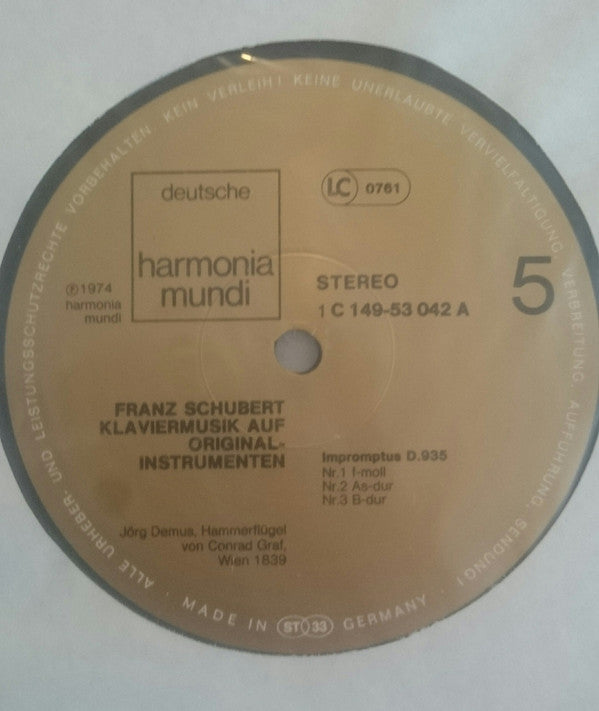 ALLE URHEBER- UND LEISTUNGSSCHUTZRECHTE VORBEHALTEN. KEIN VERLEIH! KEINE UNERLAUBTE VERVIELFÄLTIGUNG, VERBREITUNG, AUFFÜHRUNG, SENDUNG!
deutsche
harmonia
mundi
LC 0761
℗1974
harmonia
mundi
STEREO
1 C 149-53 042 A
5
FRANZ SCHUBERT
KLAVIERMUSIK AUF
ORIGINAL-
INSTRUMENTEN
Impromptus D.935
Nr.1 f-moll
Nr.2 As-dur
Nr.3 B-dur
Jörg Demus, Hammerflügel
von Conrad Graf,
Wien 1839
· MADE IN ST 33 GERMANY ·